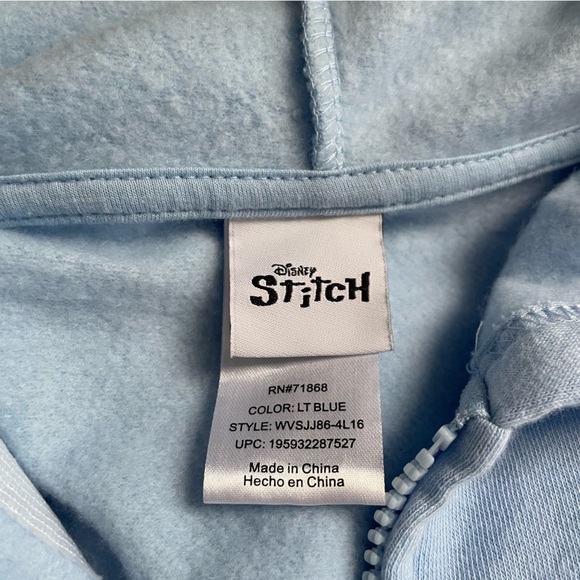 Disney
Stitch
RN#71868
COLOR: LT BLUE
STYLE: WVSJJ86-4L16
UPC: 195932287527
Made in China
Hecho en China